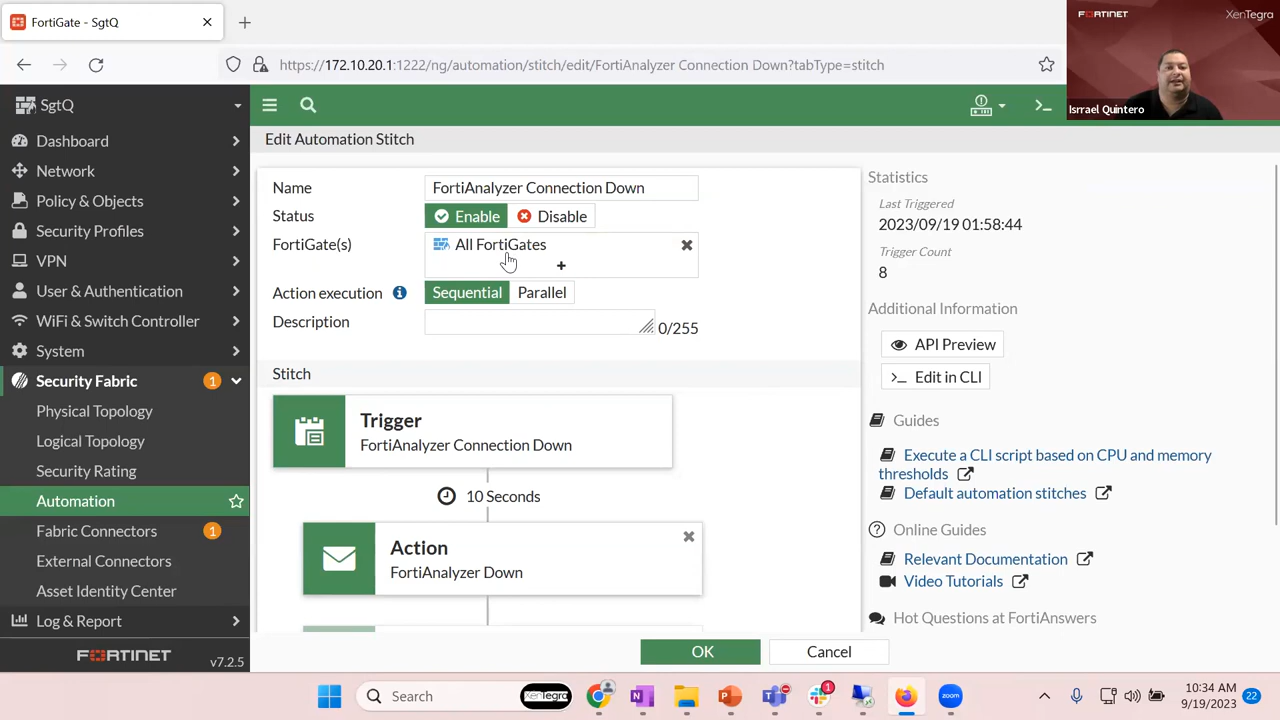 FortiGate - SgtQ
FORTINET
XenTegra
https://172.10.20.1:1222/ng/automation/stitch/edit/FortiAnalyzer Connection Down?tabType=stitch
Isrrael Quintero
SgtQ
Dashboard
Network
Policy & Objects
Security Profiles
VPN
User & Authentication
WiFi & Switch Controller
System
Security Fabric 1
Physical Topology
Logical Topology
Security Rating
Automation
Fabric Connectors 1
External Connectors
Asset Identity Center
Log & Report
FORTINET v7.2.5
Edit Automation Stitch
Name FortiAnalyzer Connection Down
Status Enable Disable
FortiGate(s) All FortiGates
Action execution Sequential Parallel
Description 0/255
Stitch
Trigger
FortiAnalyzer Connection Down
10 Seconds
Action
FortiAnalyzer Down
OK Cancel
Statistics
Last Triggered
2023/09/19 01:58:44
Trigger Count
8
Additional Information
API Preview
>_ Edit in CLI
Guides
Execute a CLI script based on CPU and memory
thresholds
Default automation stitches
Online Guides
Relevant Documentation
Video Tutorials
Hot Questions at FortiAnswers
Search XenTegra
1
10:34 AM
9/19/2023
22